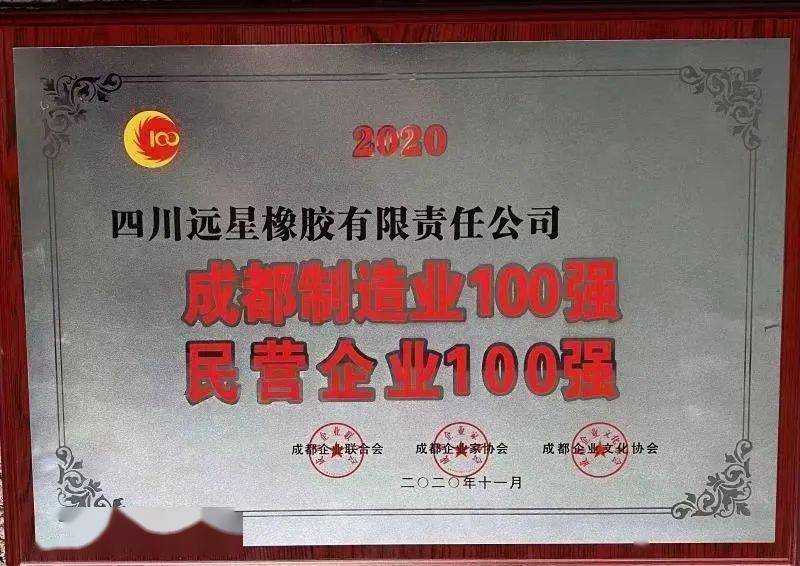 100
2020
四川远星橡胶有限责任公司
成都制造业100强
民营企业100强
成都企业联合会 成都企业家协会 成都企业文化协会
二〇二〇年十一月